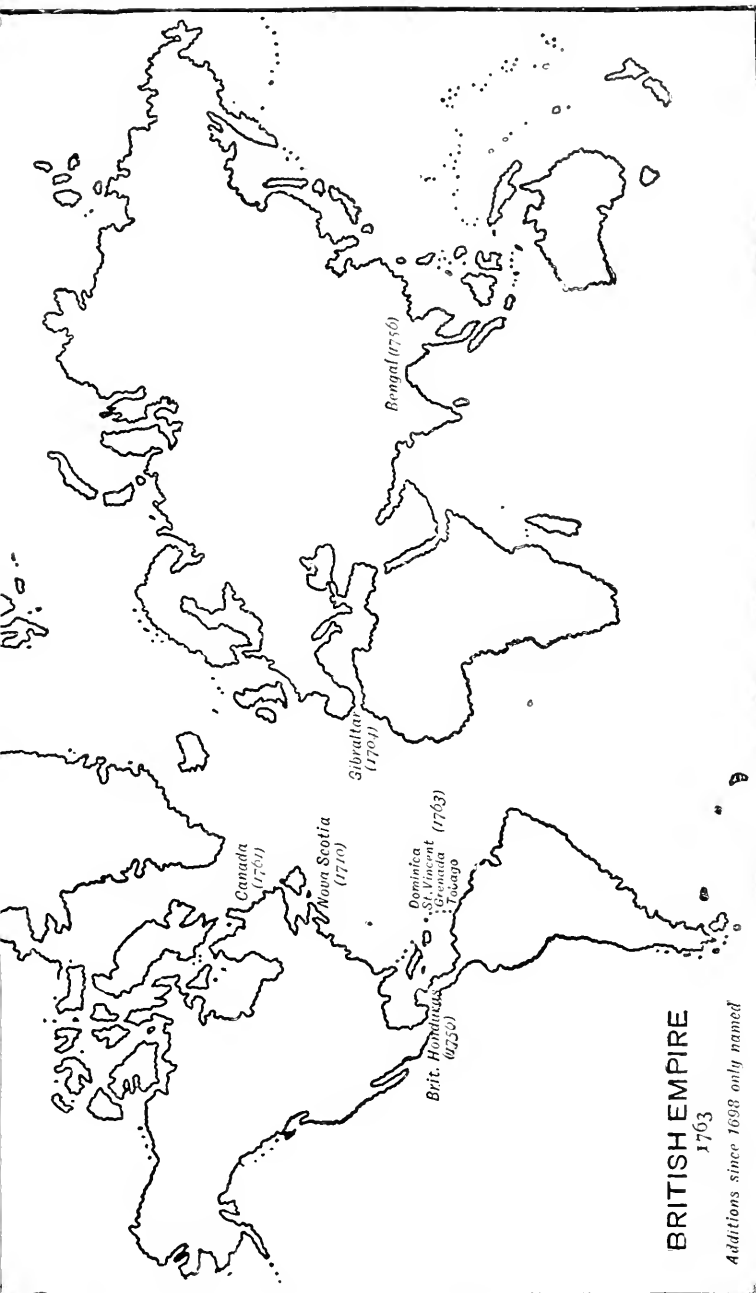 Canada
(1761)
Nova Scotia
(1710)
Gibraltar
(1704)
Bengal (1756)
Dominica
St. Vincent (1763)
Grenada
Tobago
Brit. Honduras
(1750)
BRITISH EMPIRE
1763
Additions since 1698 only named